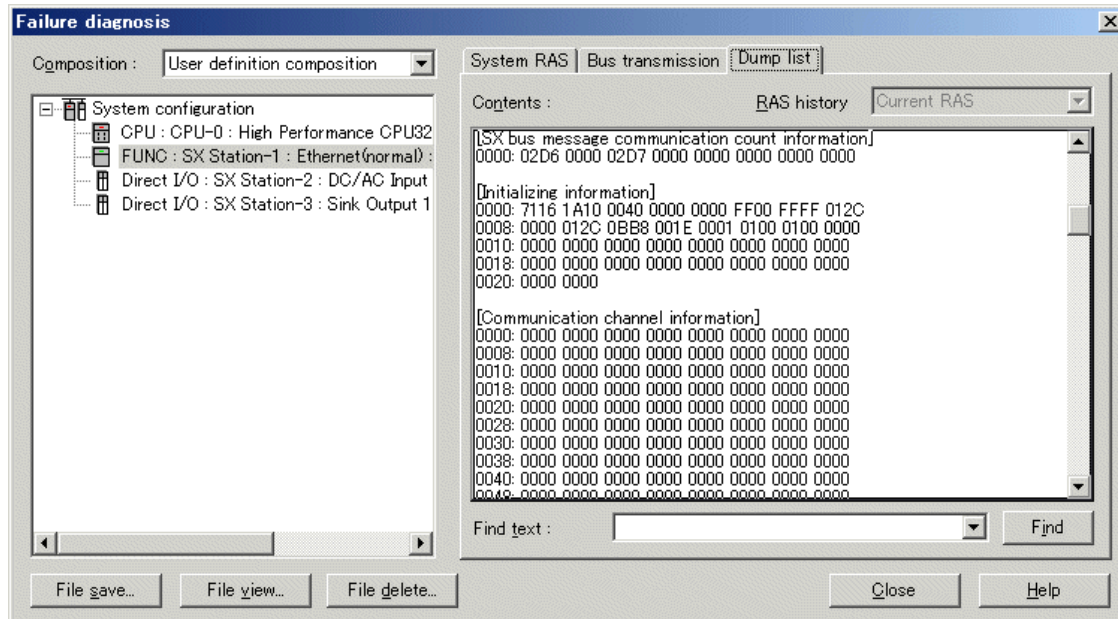 Failure diagnosis
Composition : User definition composition
System configuration
CPU : CPU-0 : High Performance CPU32
FUNC : SX Station-1 : Ethernet(normal) :
Direct I/O : SX Station-2 : DC/AC Input
Direct I/O : SX Station-3 : Sink Output 1
System RAS Bus transmission Dump list
Contents : RAS history Current RAS
[SX bus message communication count information]
0000: 02D6 0000 02D7 0000 0000 0000 0000 0000
[Initializing information]
0000: 7116 1A10 0040 0000 0000 FF00 FFFF 012C
0008: 0000 012C 0BB8 001E 0001 0100 0100 0000
0010: 0000 0000 0000 0000 0000 0000 0000 0000
0018: 0000 0000 0000 0000 0000 0000 0000 0000
0020: 0000 0000
[Communication channel information]
0000: 0000 0000 0000 0000 0000 0000 0000 0000
0008: 0000 0000 0000 0000 0000 0000 0000 0000
0010: 0000 0000 0000 0000 0000 0000 0000 0000
0018: 0000 0000 0000 0000 0000 0000 0000 0000
0020: 0000 0000 0000 0000 0000 0000 0000 0000
0028: 0000 0000 0000 0000 0000 0000 0000 0000
0030: 0000 0000 0000 0000 0000 0000 0000 0000
0038: 0000 0000 0000 0000 0000 0000 0000 0000
0040: 0000 0000 0000 0000 0000 0000 0000 0000
0048: 0000 0000 0000 0000 0000 0000 0000 0000
Find text : Find
File save... File view... File delete... Close Help